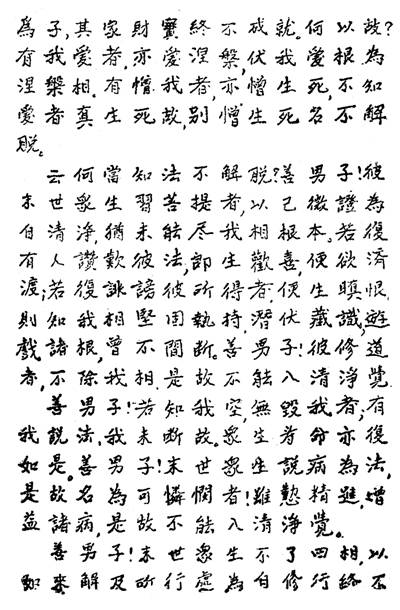 為子,其家財寶終不成就。何以故?
有我愛者,亦愛涅槃,伏我愛根為
涅槃相。有憎我者,亦憎生死,不知
愛者真生死故,別憎生死名不解
脫。
云何當知法不解脫?善男子!彼
末世眾生習菩提者,以己微證為
自清淨,猶未能尽我相根本。若復
有人讚歎彼法,即生歡喜,便欲濟
渡;若復誹謗彼所得者,便生瞋恨,
則知我相堅固執持,潛伏藏識,遊
戲諸根,曾不間斷。善男子!彼修道
者,不除我相是故不能入清淨覺
善男子!若知我空,無毀我者;有
我說法,我未斷故。眾生者命亦復
如是。善男子!末世眾生說病為法,
是故名為可憐憫者!雖懃精進,增
益諸病,是故不能入清淨覺。
善男子!末世眾生不了四相,以
如來解及所行處為自修行終不